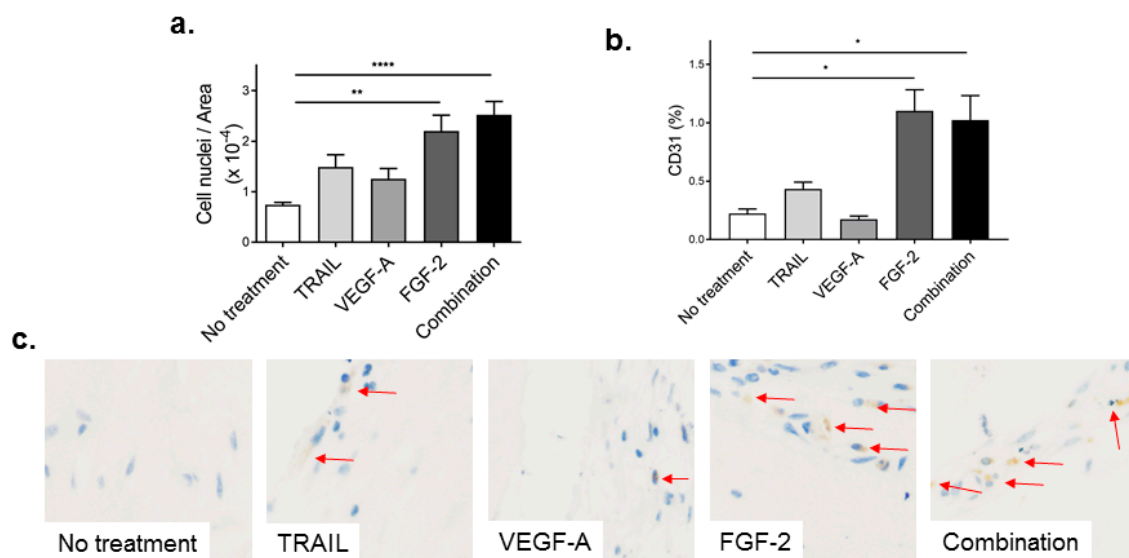 a.
****
**
3
2
1
0
Cell nuclei / Area
(x 10⁻⁴)
No treatment
TRAIL
VEGF-A
FGF-2
Combination
b.
*
*
1.5
1.0
0.5
0.0
CD31 (%)
No treatment
TRAIL
VEGF-A
FGF-2
Combination
c.
No treatment
TRAIL
VEGF-A
FGF-2
Combination